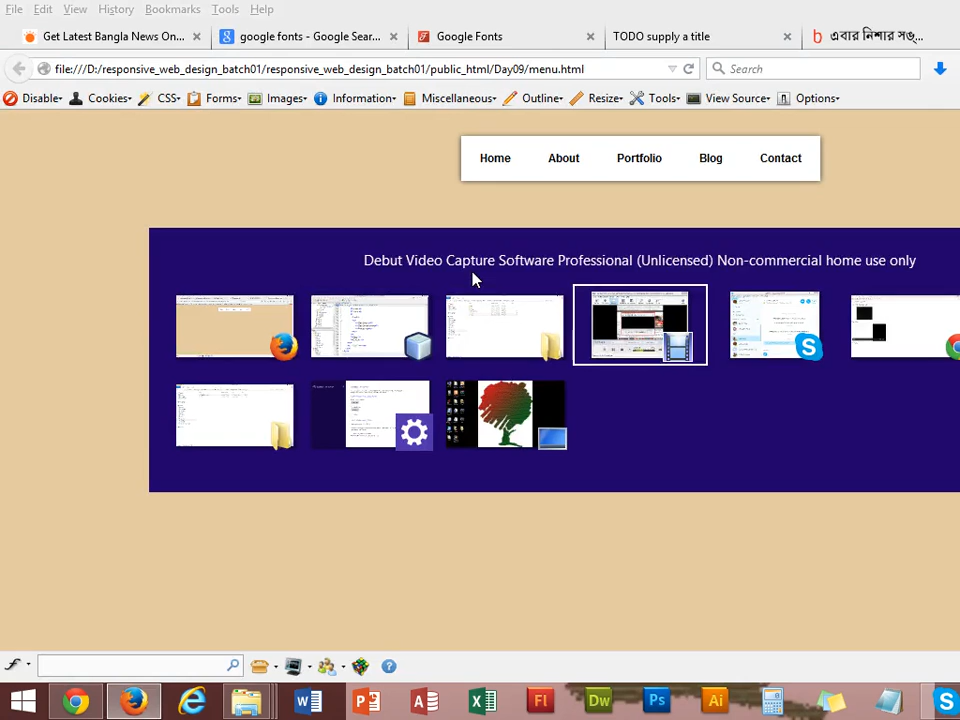 File Edit View History Bookmarks Tools Help
Get Latest Bangla News On... google fonts - Google Sear... Google Fonts TODO supply a title এবার নিশার সঙ্...
file:///D:/responsive_web_design_batch01/responsive_web_design_batch01/public_html/Day09/menu.html Search
Disable Cookies CSS Forms Images Information Miscellaneous Outline Resize Tools View Source Options
Home About Portfolio Blog Contact
Debut Video Capture Software Professional (Unlicensed) Non-commercial home use only